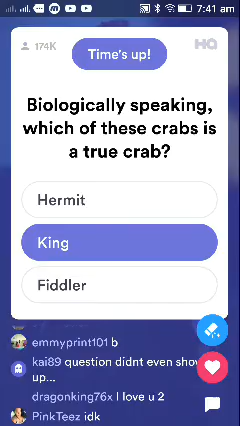 7:41 am
174K
Time's up!
HQ
Biologically speaking,
which of these crabs is
a true crab?
Hermit
King
Fiddler
emmyprint101 b
kai89 question didnt even show
up...
dragonking76x I love u 2
PinkTeez idk